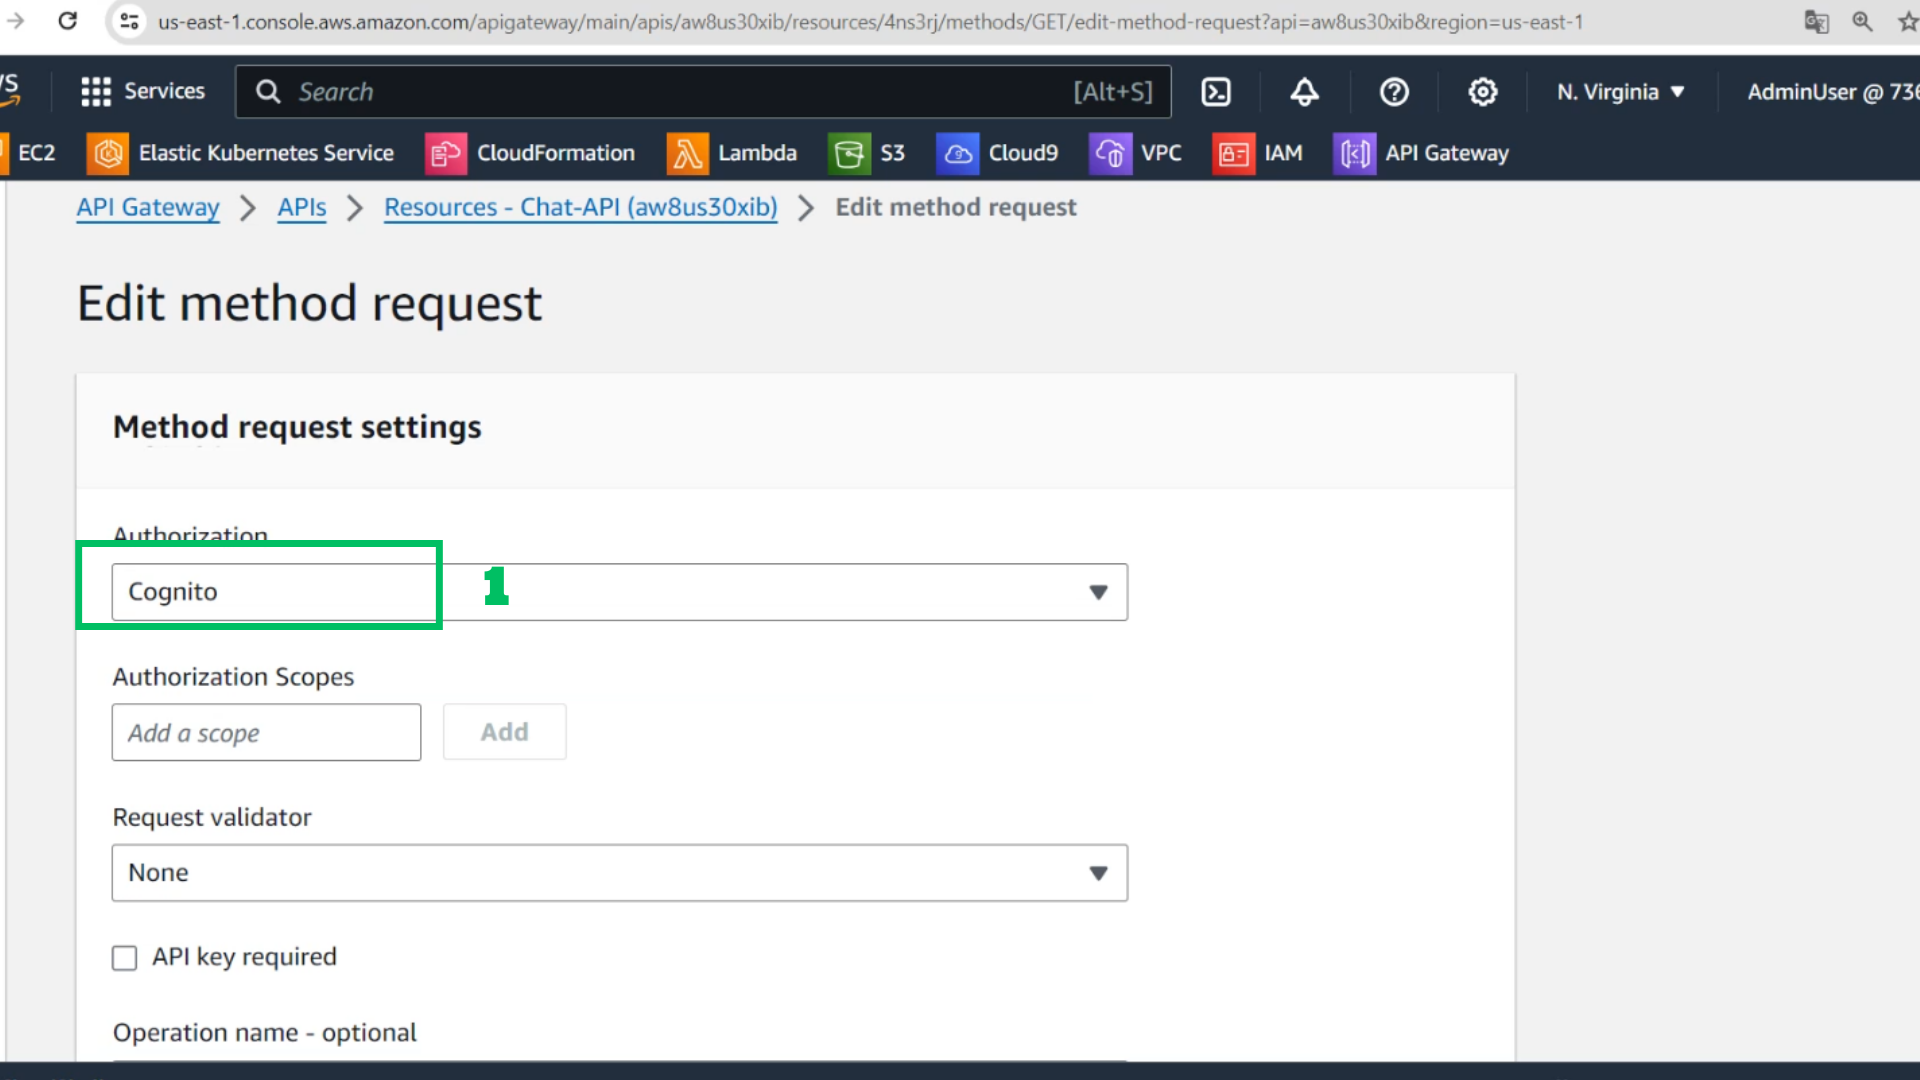 us-east-1.console.aws.amazon.com/apigateway/main/apis/aw8us30xib/resources/4ns3rj/methods/GET/edit-method-request?api=aw8us30xib&region=us-east-1
Services
Search [Alt+S]
N. Virginia
AdminUser @ 736
EC2
Elastic Kubernetes Service
CloudFormation
Lambda
S3
Cloud9
VPC
IAM
API Gateway
API Gateway > APIs > Resources - Chat-API (aw8us30xib) > Edit method request
Edit method request
Method request settings
Authorization
Cognito
1
Authorization Scopes
Add a scope
Add
Request validator
None
API key required
Operation name - optional